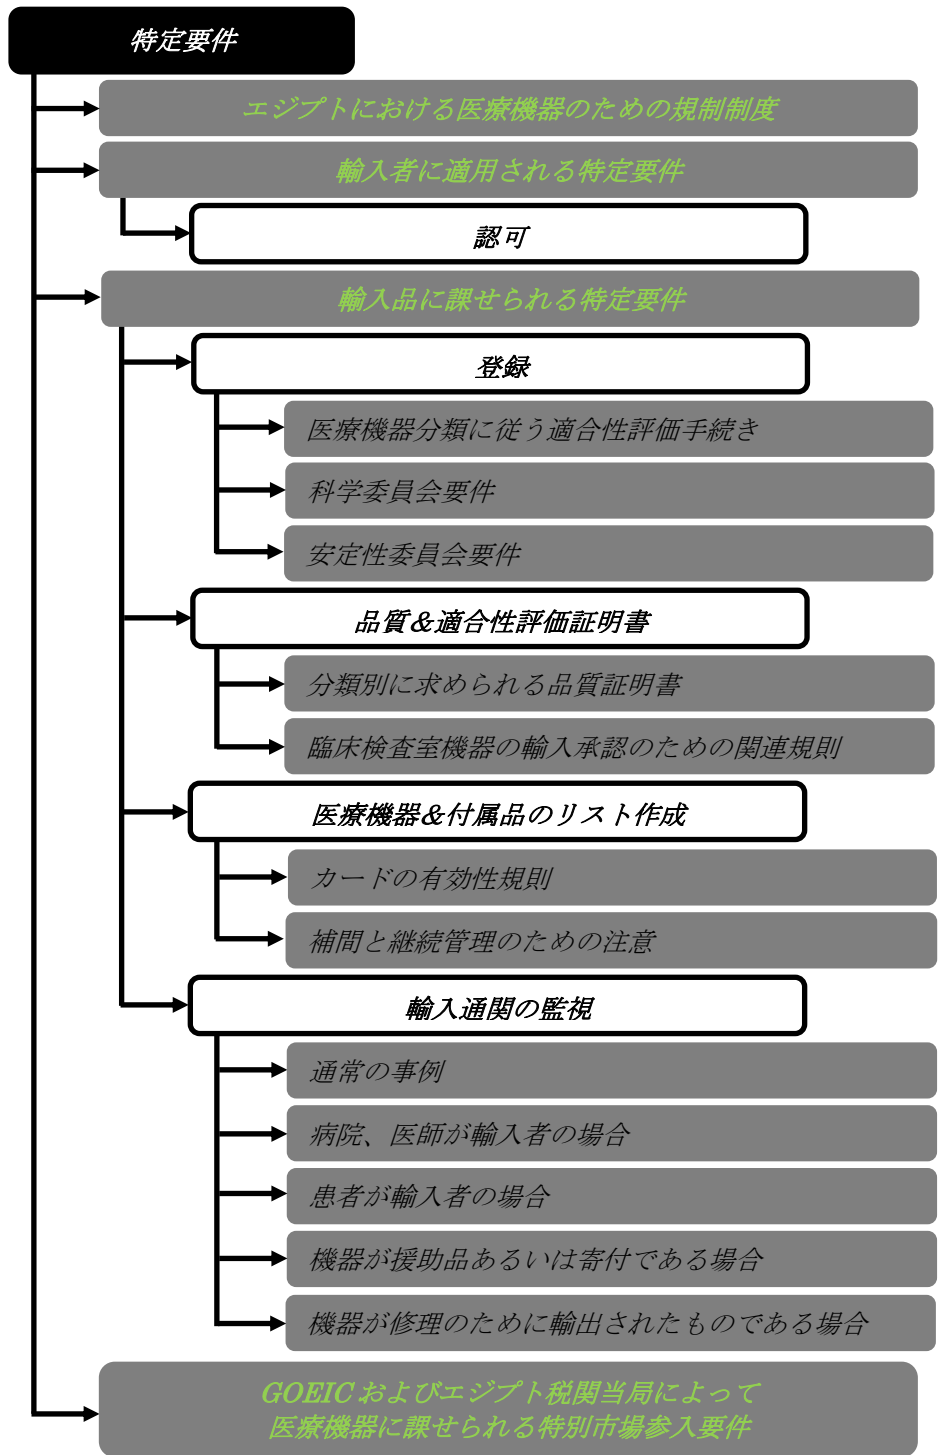 特定要件
エジプトにおける医療機器のための規制制度
輸入者に適用される特定要件
認可
輸入品に課せられる特定要件
登録
医療機器分類に従う適合性評価手続き
科学委員会要件
安定性委員会要件
品質&適合性評価証明書
分類別に求められる品質証明書
臨床検査室機器の輸入承認のための関連規則
医療機器&付属品のリスト作成
カードの有効性規則
補間と継続管理のための注意
輸入通関の監視
通常の事例
病院、医師が輸入者の場合
患者が輸入者の場合
機器が援助品あるいは寄付である場合
機器が修理のために輸出されたものである場合
GOEIC およびエジプト税関当局によって
医療機器に課せられる特別市場参入要件